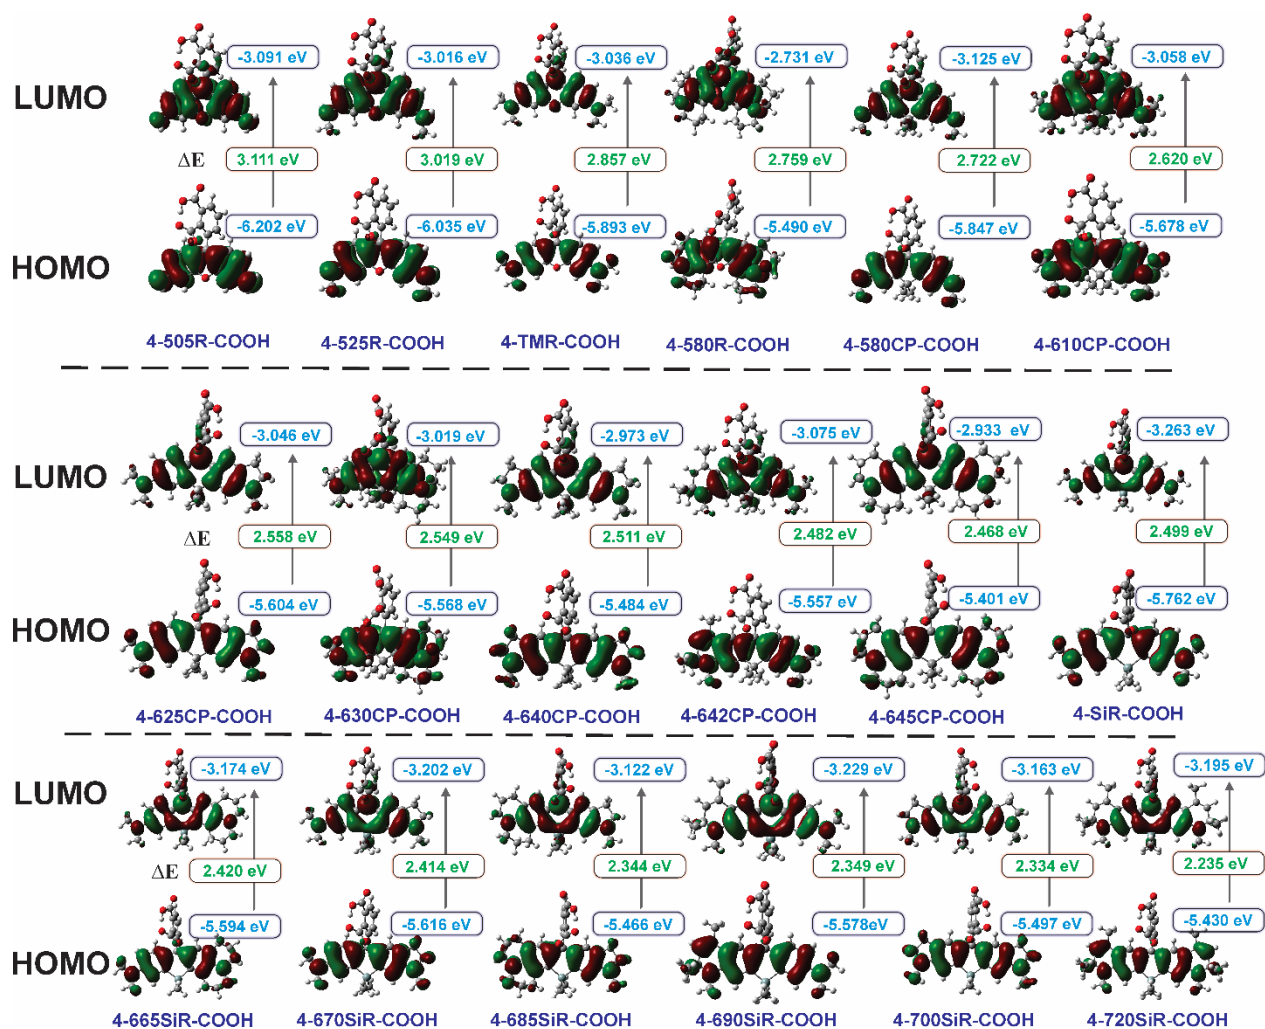 LUMO -3.091 eV -3.016 eV -3.036 eV -2.731 eV -3.125 eV -3.058 eV
ΔE 3.111 eV 3.019 eV 2.857 eV 2.759 eV 2.722 eV 2.620 eV
HOMO -6.202 eV -6.035 eV -5.893 eV -5.490 eV -5.847 eV -5.678 eV
4-505R-COOH 4-525R-COOH 4-TMR-COOH 4-580R-COOH 4-580CP-COOH 4-610CP-COOH
LUMO -3.046 eV -3.019 eV -2.973 eV -3.075 eV -2.933 eV -3.263 eV
ΔE 2.558 eV 2.549 eV 2.511 eV 2.482 eV 2.468 eV 2.499 eV
HOMO -5.604 eV -5.568 eV -5.484 eV -5.557 eV -5.401 eV -5.762 eV
4-625CP-COOH 4-630CP-COOH 4-640CP-COOH 4-642CP-COOH 4-645CP-COOH 4-SiR-COOH
LUMO -3.174 eV -3.202 eV -3.122 eV -3.229 eV -3.163 eV -3.195 eV
ΔE 2.420 eV 2.414 eV 2.344 eV 2.349 eV 2.334 eV 2.235 eV
HOMO -5.594 eV -5.616 eV -5.466 eV -5.578eV -5.497 eV -5.430 eV
4-665SiR-COOH 4-670SiR-COOH 4-685SiR-COOH 4-690SiR-COOH 4-700SiR-COOH 4-720SiR-COOH